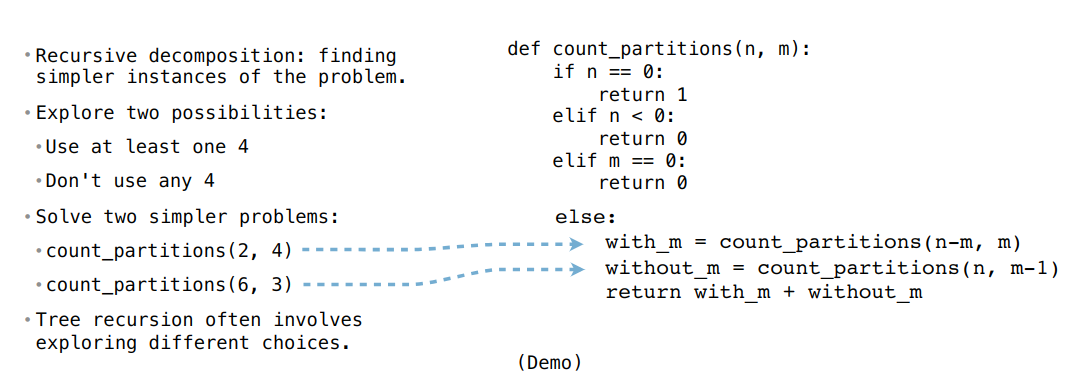 • Recursive decomposition: finding
simpler instances of the problem.
• Explore two possibilities:
• Use at least one 4
• Don't use any 4
• Solve two simpler problems:
• count_partitions(2, 4)
• count_partitions(6, 3)
• Tree recursion often involves
exploring different choices.
def count_partitions(n, m):
    if n == 0:
        return 1
    elif n < 0:
        return 0
    elif m == 0:
        return 0
    else:
        with_m = count_partitions(n-m, m)
        without_m = count_partitions(n, m-1)
        return with_m + without_m
(Demo)